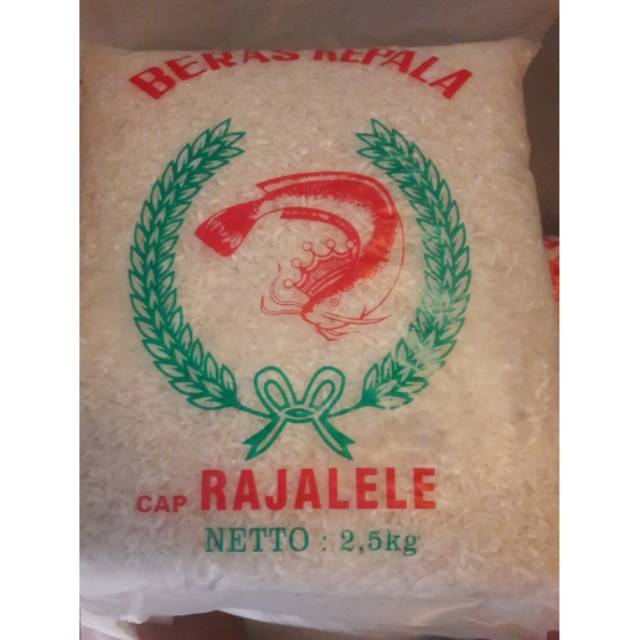 BERAS KEPALA
CAP RAJALELE
NETTO : 2,5kg